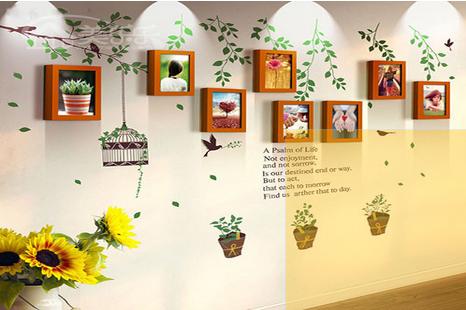 A Psalm of Life
Not enjoyment,
and not sorrow,
Is our destined end or way,
But to act,
that each to morrow
Find us arther that to day.